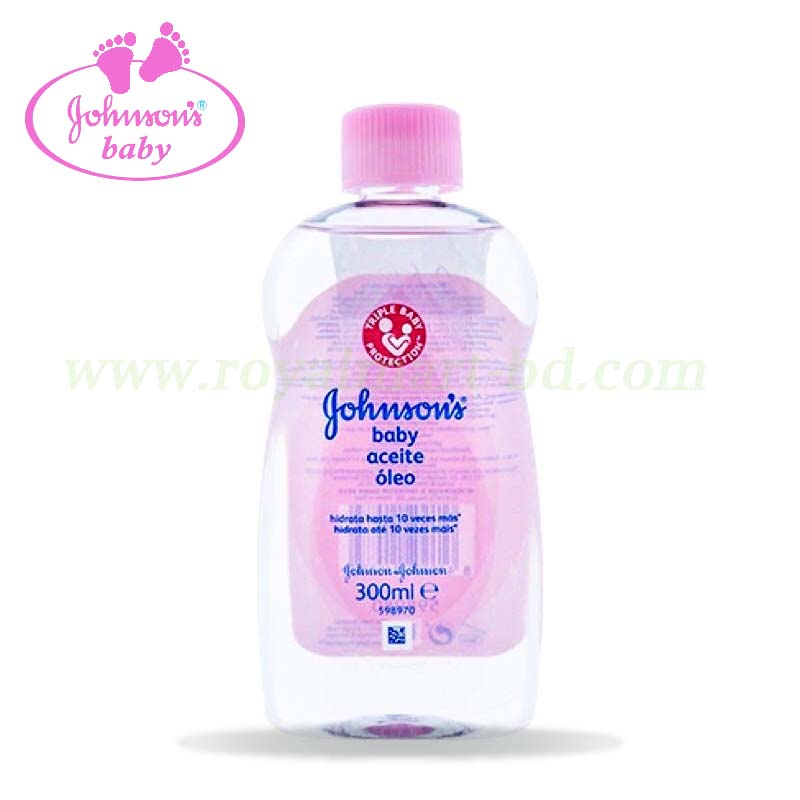 Johnson's®
baby
TRIPLE BABY
PROTECTION™
www.royalmart-bd.com
Johnson's®
baby
aceite
óleo
hidrata hasta 10 veces más*
hidrata até 10 vezes mais*
Johnson & Johnson
300ml ℮
598970